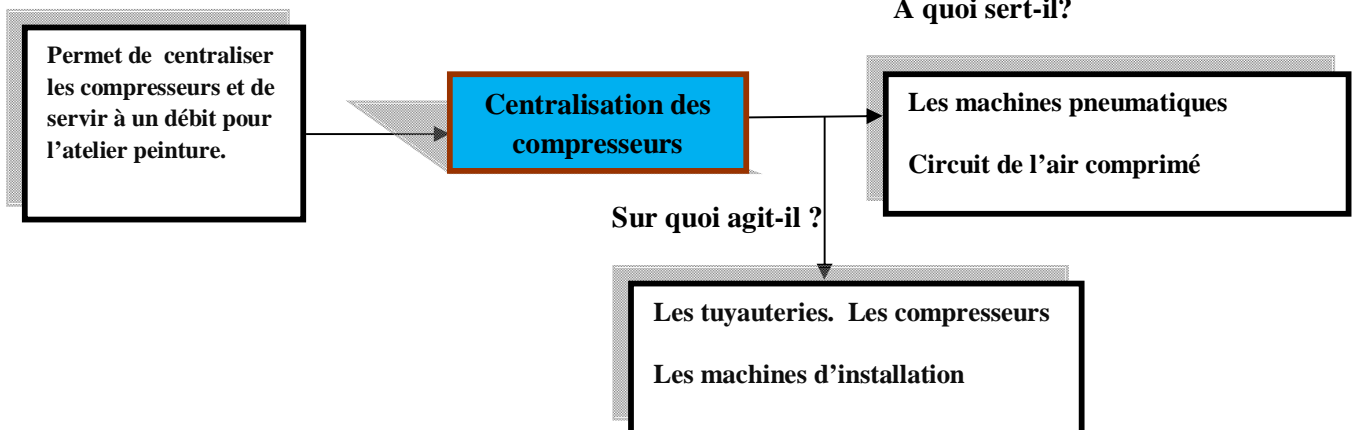 A quoi sert-il?
Permet de centraliser
les compresseurs et de
servir à un débit pour
l’atelier peinture.
Centralisation des
compresseurs
Les machines pneumatiques
Circuit de l’air comprimé
Sur quoi agit-il ?
Les tuyauteries. Les compresseurs
Les machines d’installation